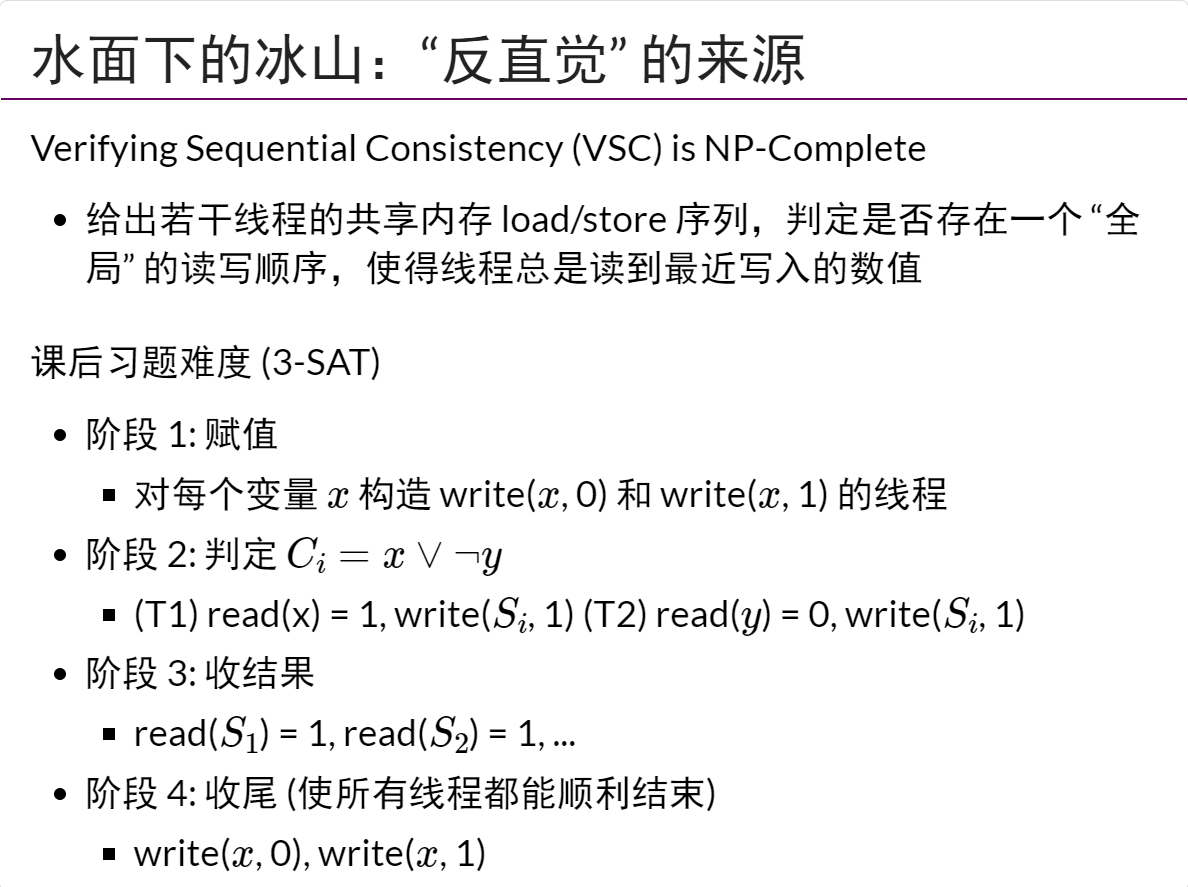 水面下的冰山：“反直觉” 的来源
Verifying Sequential Consistency (VSC) is NP-Complete
• 给出若干线程的共享内存 load/store 序列，判定是否存在一个 “全
局” 的读写顺序，使得线程总是读到最近写入的数值
课后习题难度 (3-SAT)
• 阶段 1: 赋值
▪ 对每个变量 x 构造 write(x, 0) 和 write(x, 1) 的线程
• 阶段 2: 判定 Cᵢ = x ∨ ¬y
▪ (T1) read(x) = 1, write(Sᵢ, 1) (T2) read(y) = 0, write(Sᵢ, 1)
• 阶段 3: 收结果
▪ read(S₁) = 1, read(S₂) = 1, ...
• 阶段 4: 收尾 (使所有线程都能顺利结束)
▪ write(x, 0), write(x, 1)